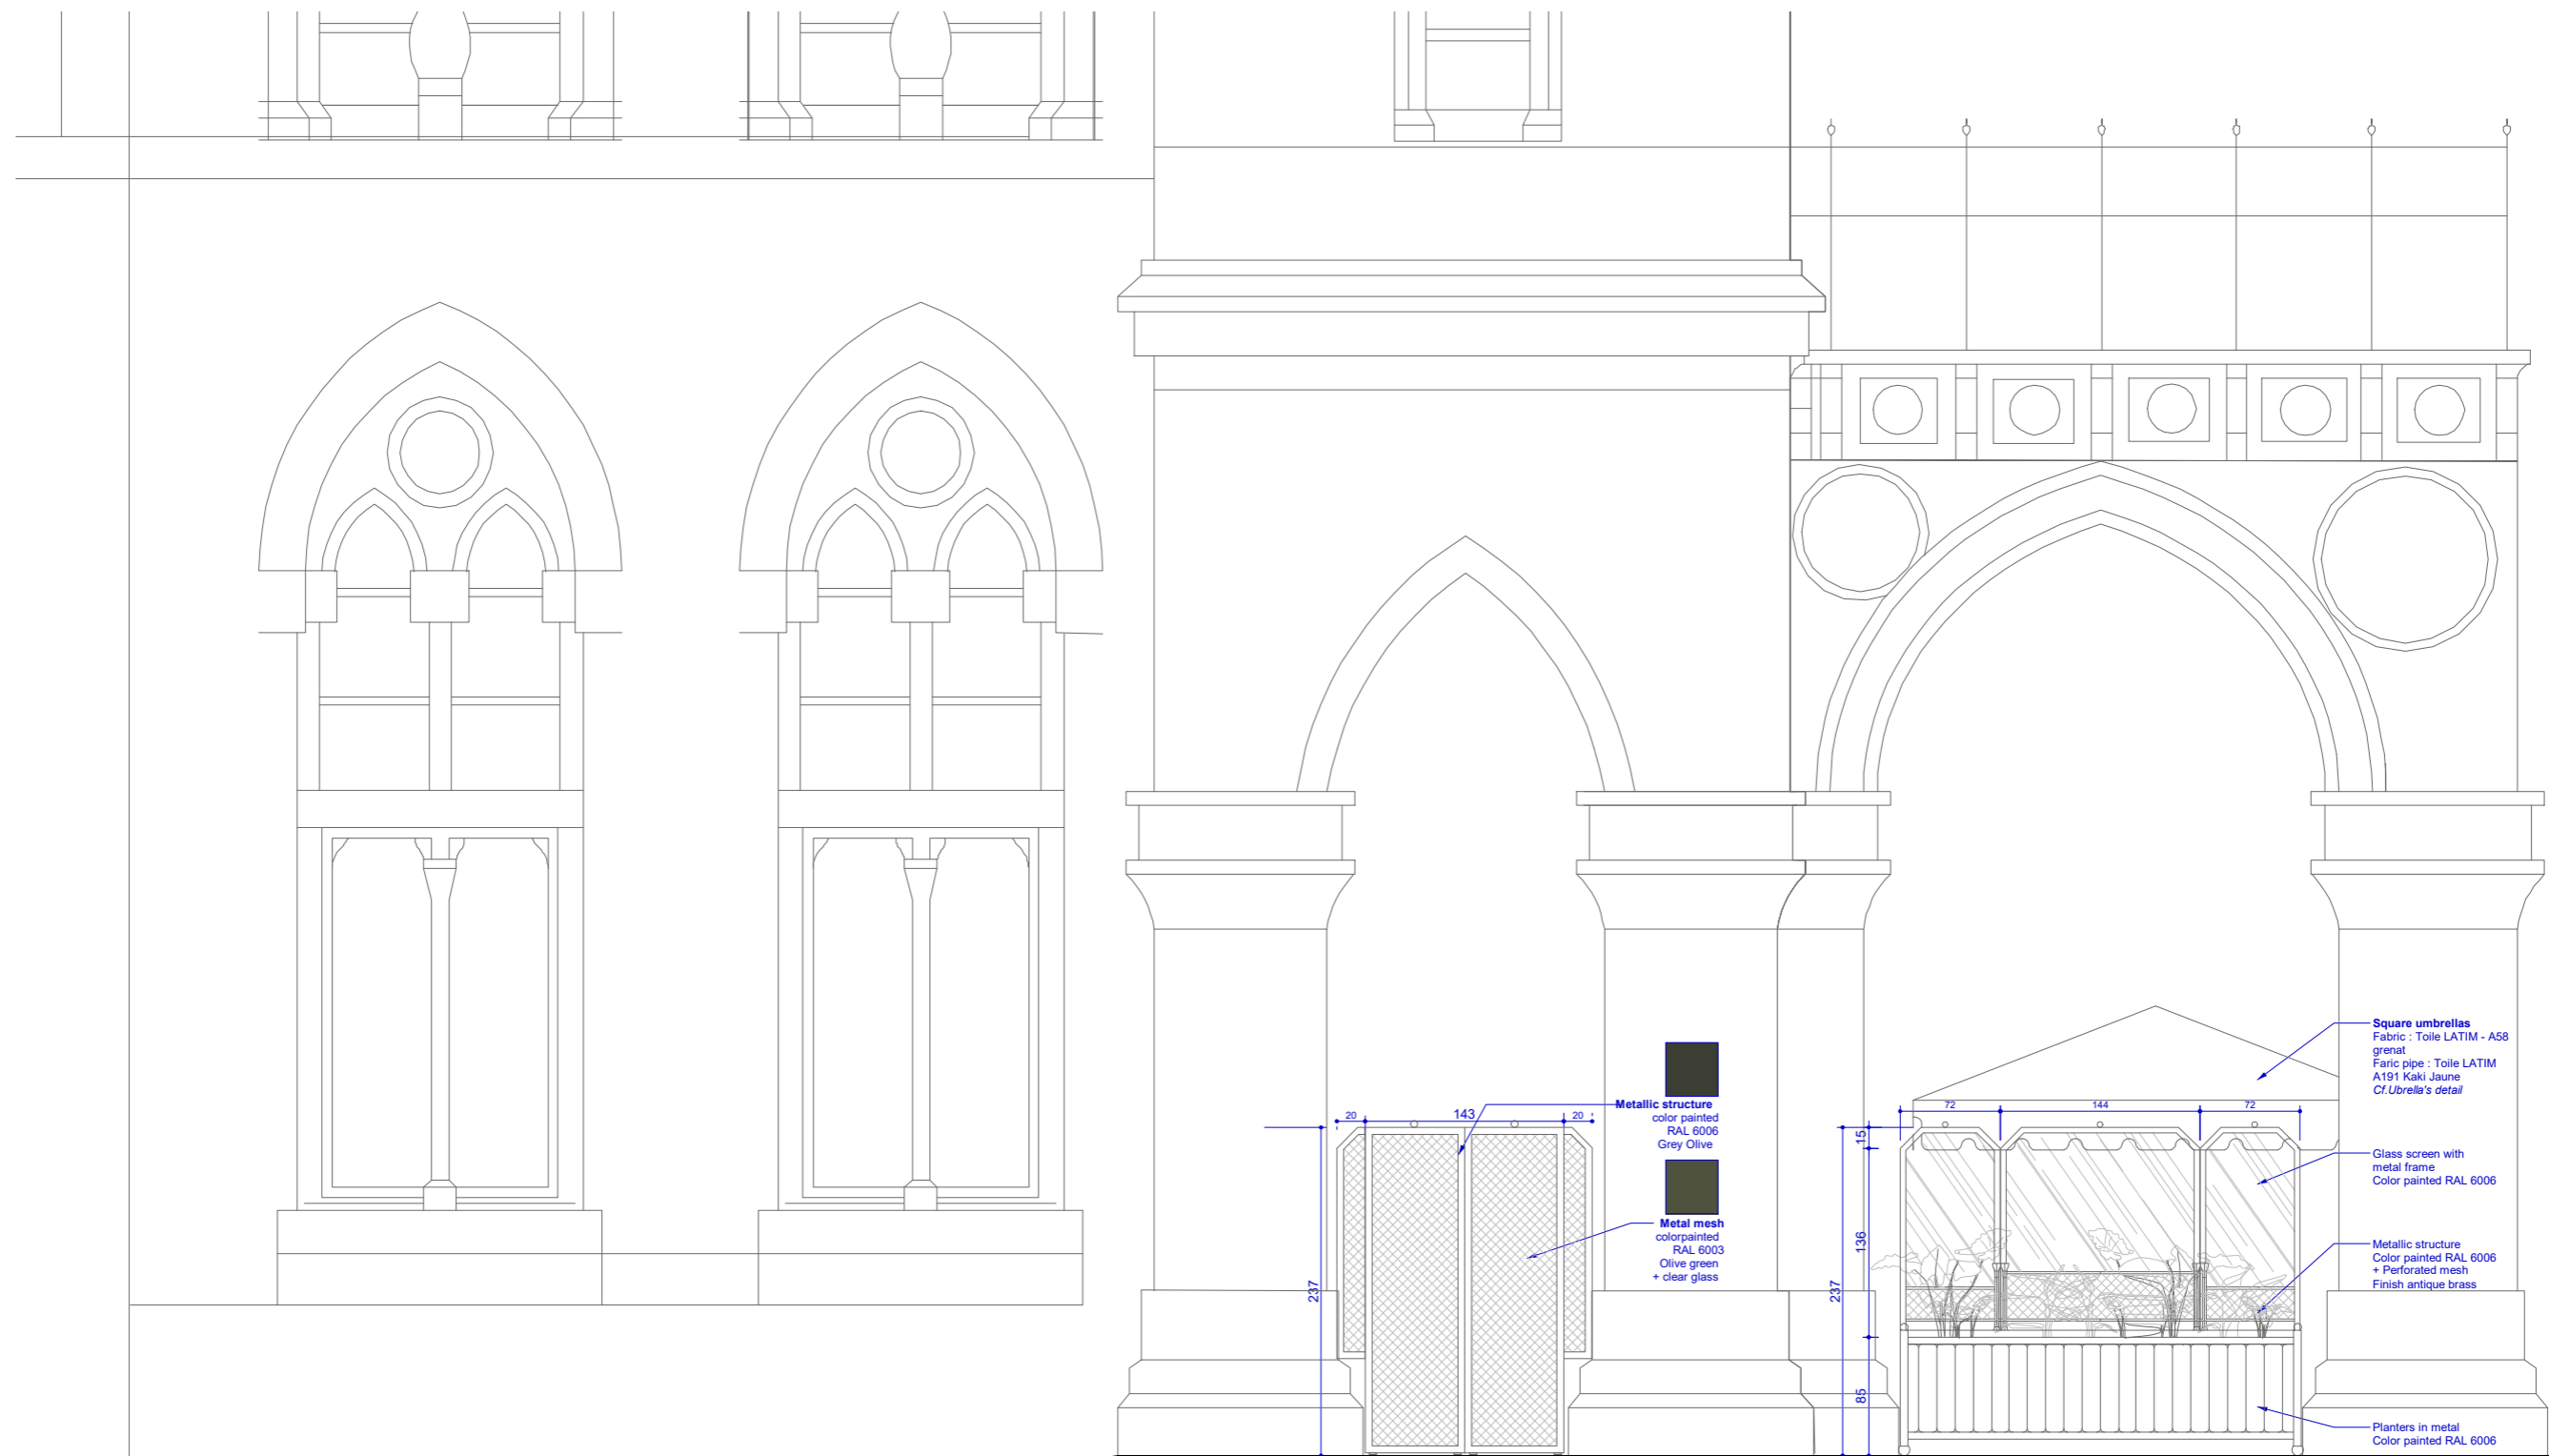 Square umbrellas
Fabric : Toile LATIM - A58
grenat
Faric pipe : Toile LATIM
A191 Kaki Jaune
Cf.Ubrella's detail
Metallic structure
color painted
RAL 6006
Grey Olive
20
143
20
72
144
72
15
Glass screen with
metal frame
Color painted RAL 6006
Metal mesh
colorpainted
RAL 6003
Olive green
+ clear glass
136
Metallic structure
Color painted RAL 6006
+ Perforated mesh
Finish antique brass
237
237
85
Planters in metal
Color painted RAL 6006